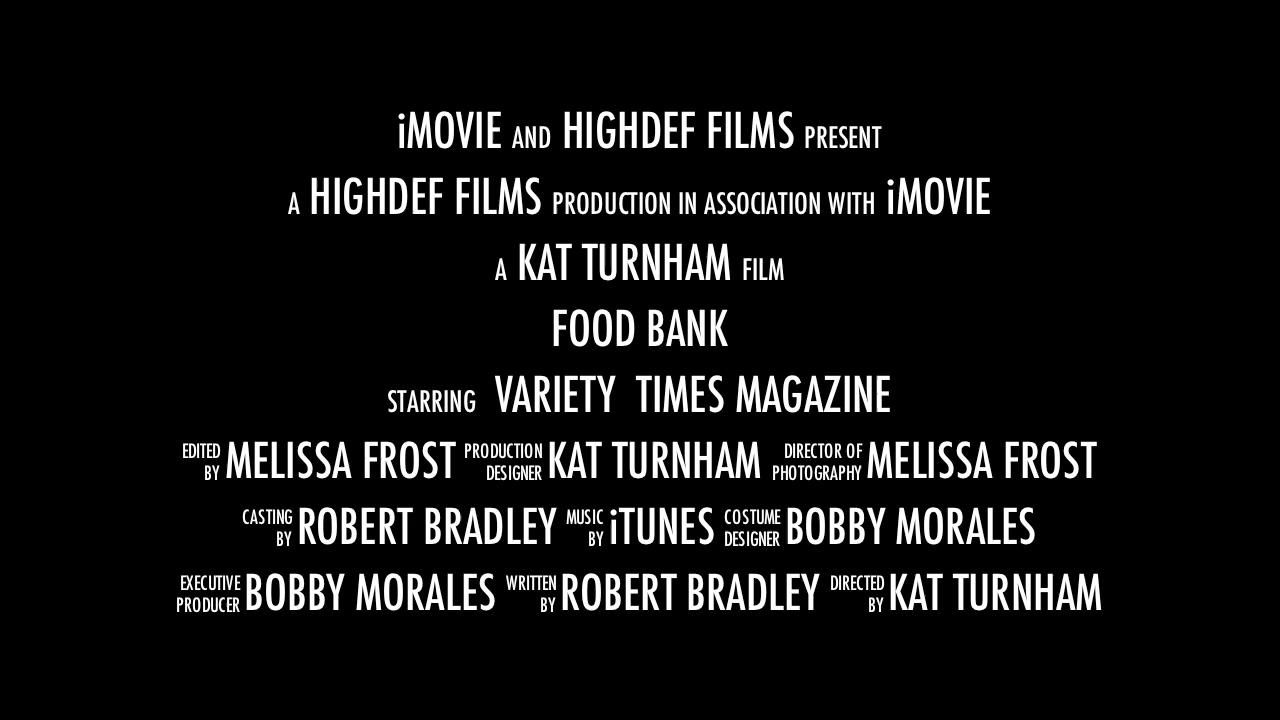 iMOVIE AND HIGHDEF FILMS PRESENT
A HIGHDEF FILMS PRODUCTION IN ASSOCIATION WITH iMOVIE
A KAT TURNHAM FILM
FOOD BANK
STARRING VARIETY TIMES MAGAZINE
EDITED BY MELISSA FROST PRODUCTION DESIGNER KAT TURNHAM DIRECTOR OF PHOTOGRAPHY MELISSA FROST
CASTING BY ROBERT BRADLEY MUSIC BY iTUNES COSTUME DESIGNER BOBBY MORALES
EXECUTIVE PRODUCER BOBBY MORALES WRITTEN BY ROBERT BRADLEY DIRECTED BY KAT TURNHAM